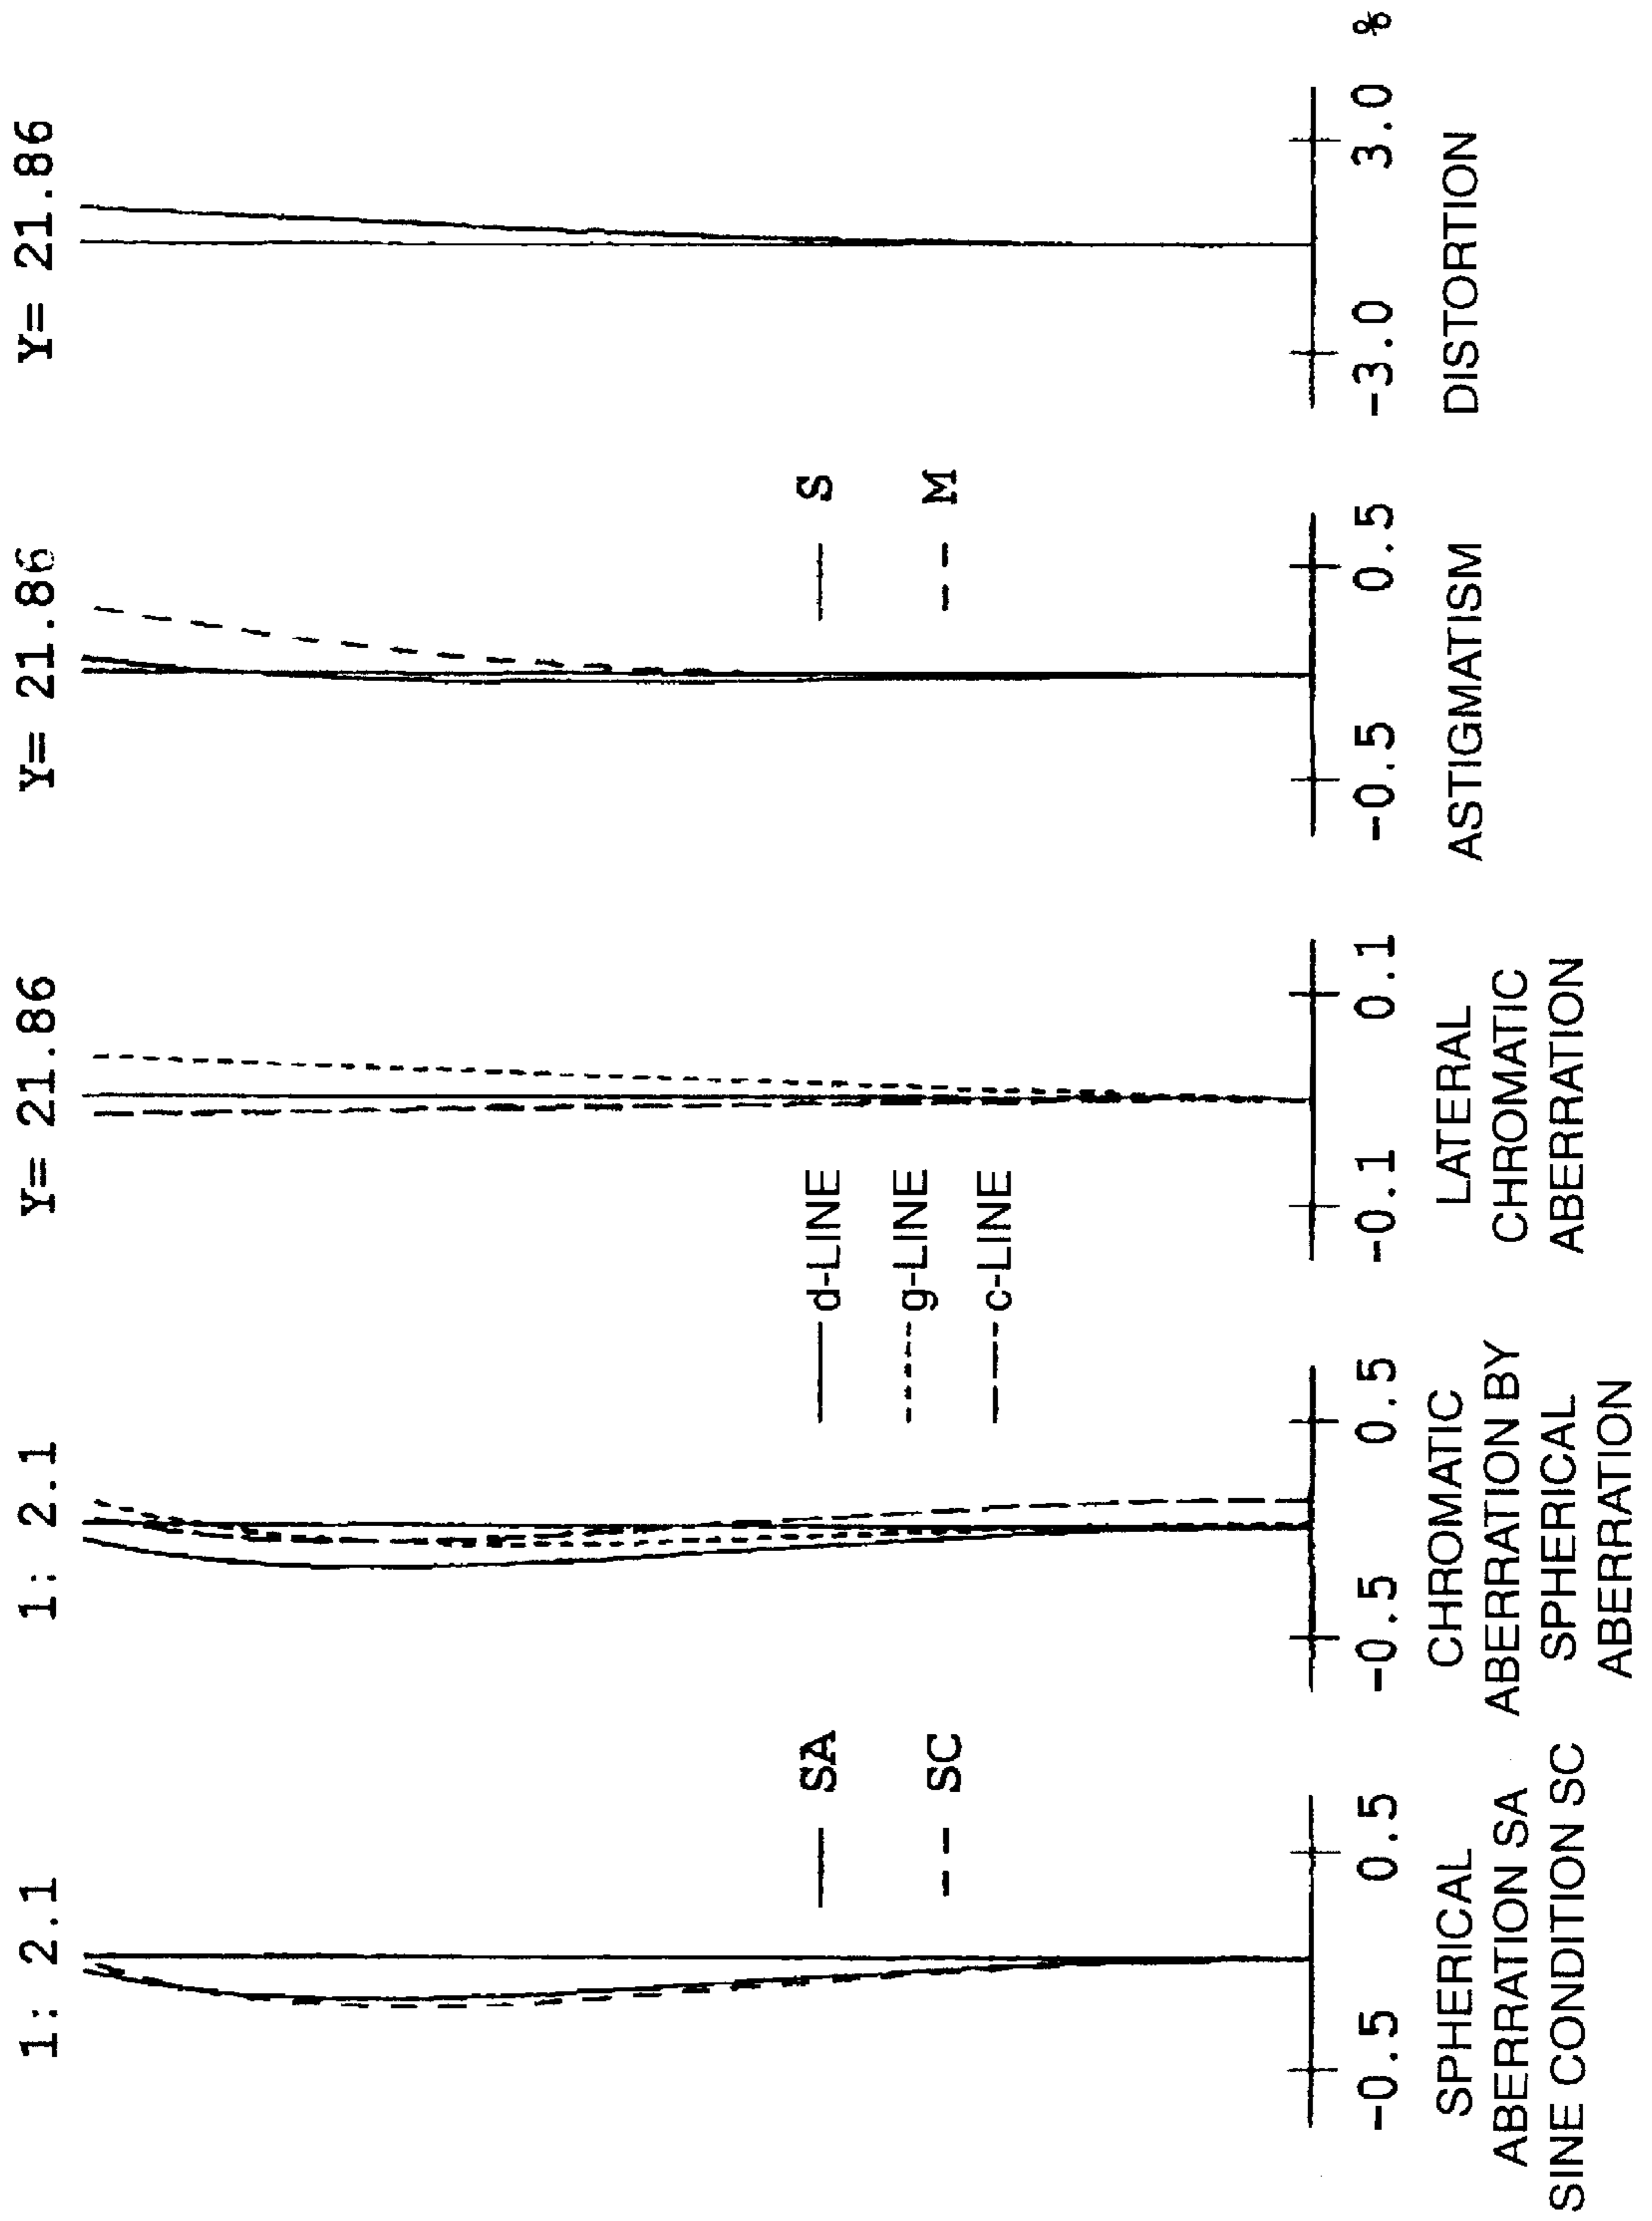 1: 2.1
SA
SC
-0.5 0.5
SPHERICAL
ABERRATION SA
SINE CONDITION SC
1: 2.1
d-LINE
g-LINE
c-LINE
-0.5 0.5
CHROMATIC
ABERRATION BY
SPHERICAL
ABERRATION
Y= 21.86
-0.1 0.1
LATERAL
CHROMATIC
ABERRATION
Y= 21.86
S
M
-0.5 0.5
ASTIGMATISM
Y= 21.86
-3.0 3.0 %
DISTORTION